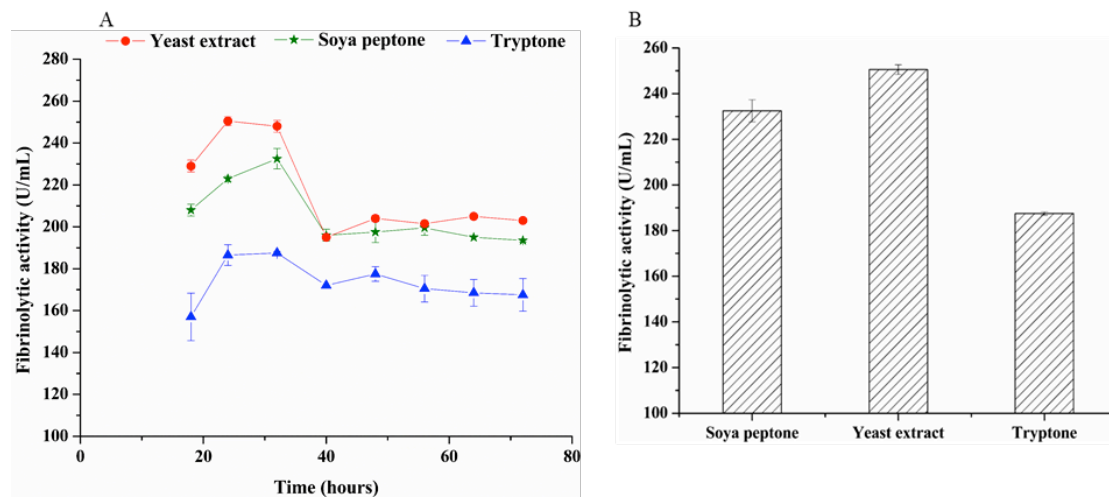 A
Yeast extract Soya peptone Tryptone
280
260
240
220
200
180
160
140
120
100
0 20 40 60 80
Fibrinolytic activity (U/mL)
Time (hours)
B
260
240
220
200
180
160
140
120
100
Fibrinolytic activity (U/mL)
Soya peptone Yeast extract Tryptone